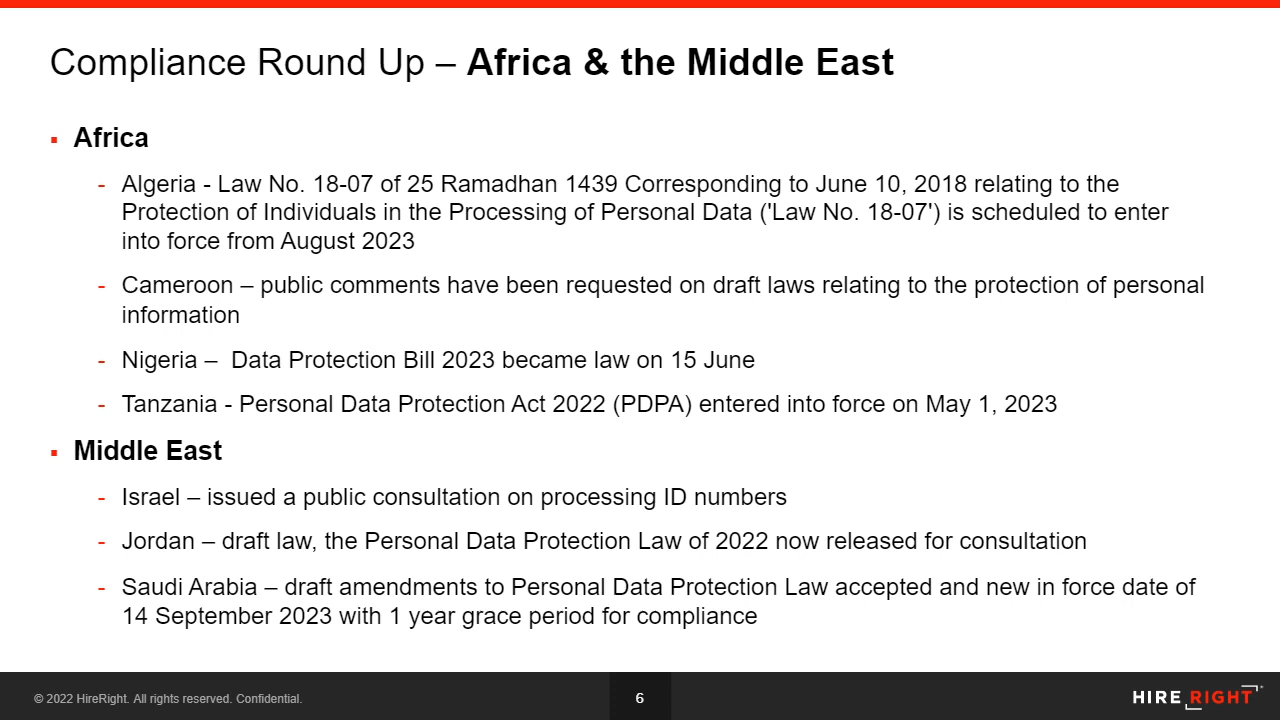 Compliance Round Up – Africa & the Middle East
▪ Africa
- Algeria - Law No. 18-07 of 25 Ramadhan 1439 Corresponding to June 10, 2018 relating to the
Protection of Individuals in the Processing of Personal Data ('Law No. 18-07') is scheduled to enter
into force from August 2023
- Cameroon – public comments have been requested on draft laws relating to the protection of personal
information
- Nigeria – Data Protection Bill 2023 became law on 15 June
- Tanzania - Personal Data Protection Act 2022 (PDPA) entered into force on May 1, 2023
▪ Middle East
- Israel – issued a public consultation on processing ID numbers
- Jordan – draft law, the Personal Data Protection Law of 2022 now released for consultation
- Saudi Arabia – draft amendments to Personal Data Protection Law accepted and new in force date of
14 September 2023 with 1 year grace period for compliance
© 2022 HireRight. All rights reserved. Confidential.
6
HIRE RIGHT